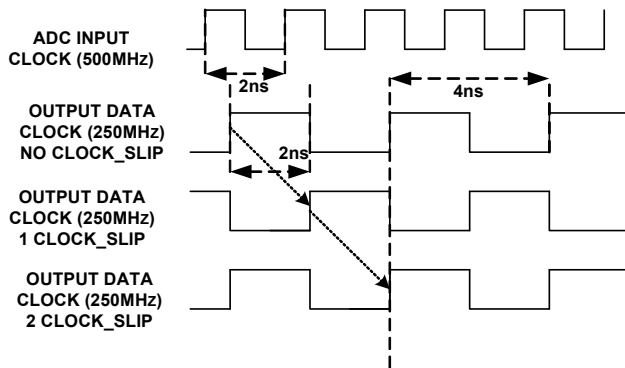 ADC INPUT
CLOCK (500MHz)
2ns
4ns
OUTPUT DATA
CLOCK (250MHz)
NO CLOCK_SLIP
2ns
OUTPUT DATA
CLOCK (250MHz)
1 CLOCK_SLIP
OUTPUT DATA
CLOCK (250MHz)
2 CLOCK_SLIP